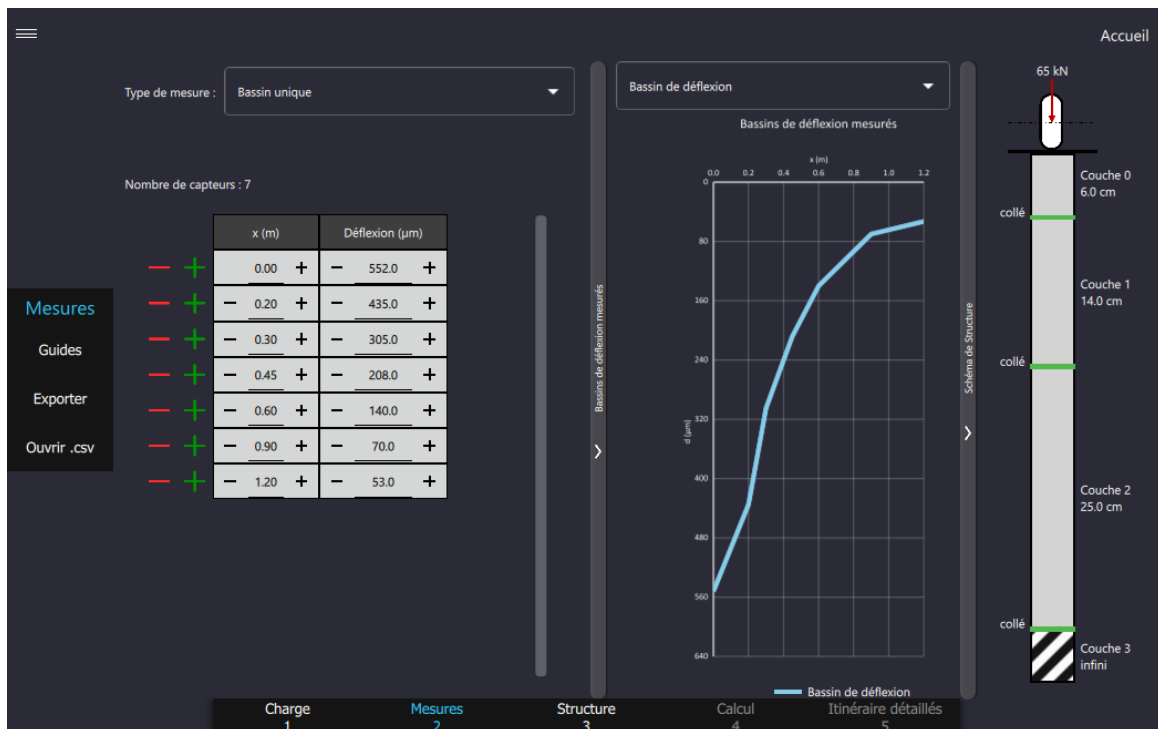 Accueil
Type de mesure :
Bassin unique
Nombre de capteurs : 7
x (m) Déflexion (µm)
0.00 + − 552.0 +
− 0.20 + − 435.0 +
− 0.30 + − 305.0 +
− 0.45 + − 208.0 +
− 0.60 + − 140.0 +
− 0.90 + − 70.0 +
− 1.20 + − 53.0 +
Mesures
Guides
Exporter
Ouvrir .csv
Bassins de déflexion mesurés
Bassin de déflexion
Bassins de déflexion mesurés
x (m)
0.0 0.2 0.4 0.6 0.8 1.0 1.2
0
80
160
240
320
400
480
560
640
d (µm)
Bassin de déflexion
Schéma de Structure
65 kN
Couche 0
6.0 cm
collé
Couche 1
14.0 cm
collé
Couche 2
25.0 cm
collé
Couche 3
infini
Charge
1
Mesures
2
Structure
3
Calcul
4
Itinéraire détaillés
5